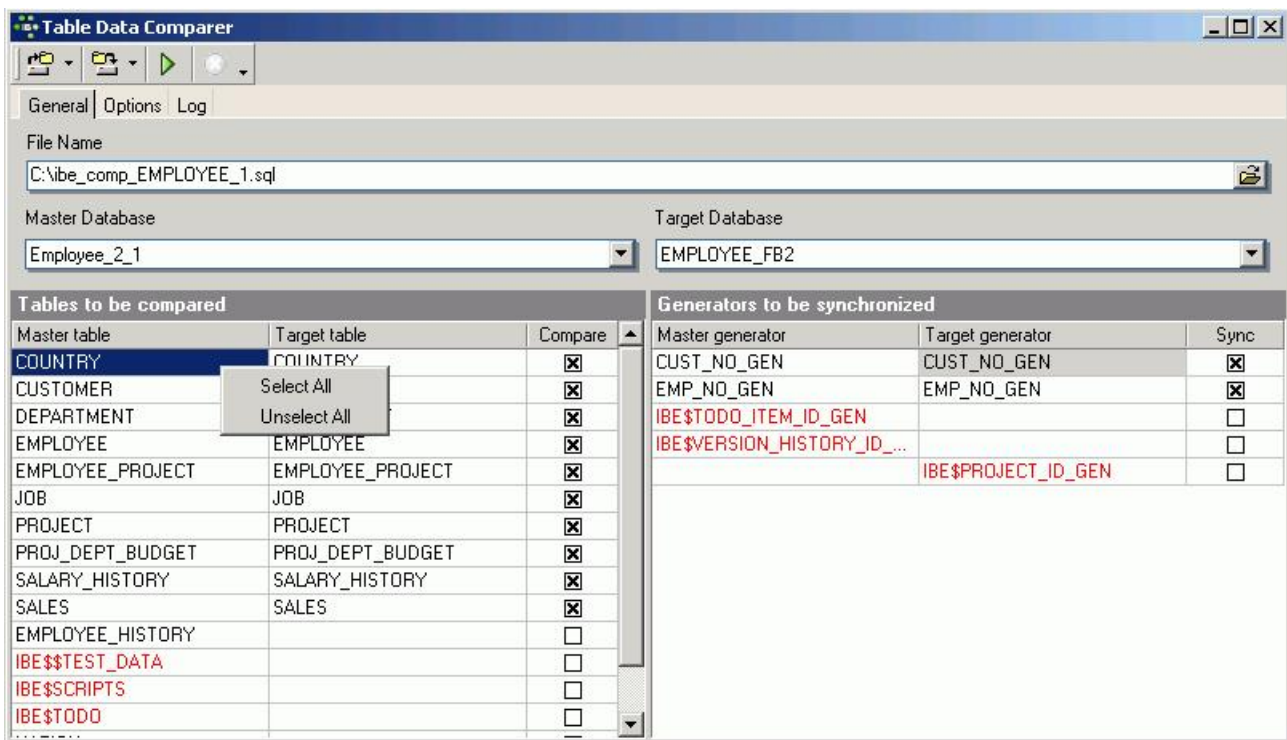 Table Data Comparer
General Options Log
File Name
C:\ibe_comp_EMPLOYEE_1.sql
Master Database Target Database
Employee_2_1 EMPLOYEE_FB2
Tables to be compared Generators to be synchronized
Master table Target table Compare Master generator Target generator Sync
COUNTRY COUNTRY CUST_NO_GEN CUST_NO_GEN
CUSTOMER Select All EMP_NO_GEN EMP_NO_GEN
DEPARTMENT Unselect All IBE$TODO_ITEM_ID_GEN
EMPLOYEE EMPLOYEE IBE$VERSION_HISTORY_ID_...
EMPLOYEE_PROJECT EMPLOYEE_PROJECT IBE$PROJECT_ID_GEN
JOB JOB
PROJECT PROJECT
PROJ_DEPT_BUDGET PROJ_DEPT_BUDGET
SALARY_HISTORY SALARY_HISTORY
SALES SALES
EMPLOYEE_HISTORY
IBE$$TEST_DATA
IBE$SCRIPTS
IBE$TODO